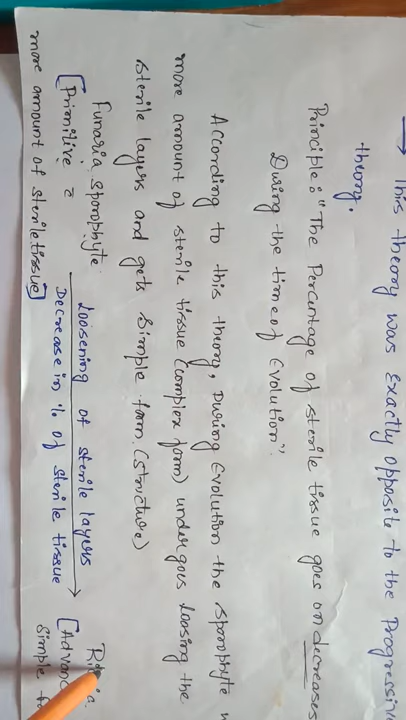 → This theory was exactly opposite to the Progressive
theory.
Principle: "The Percentage of sterile tissue goes on decreases
During the time of Evolution".
According to this theory, During Evolution the sporophyte
more amount of sterile tissue (complex form) undergoes loosing the
sterile layers and gets simple form. (structure)
Funaria sporophyte
Loosening of sterile layers
[Primitive c̄
Decrease in % of sterile tissue
more amount of sterile tissue]
[Advanc
Simple